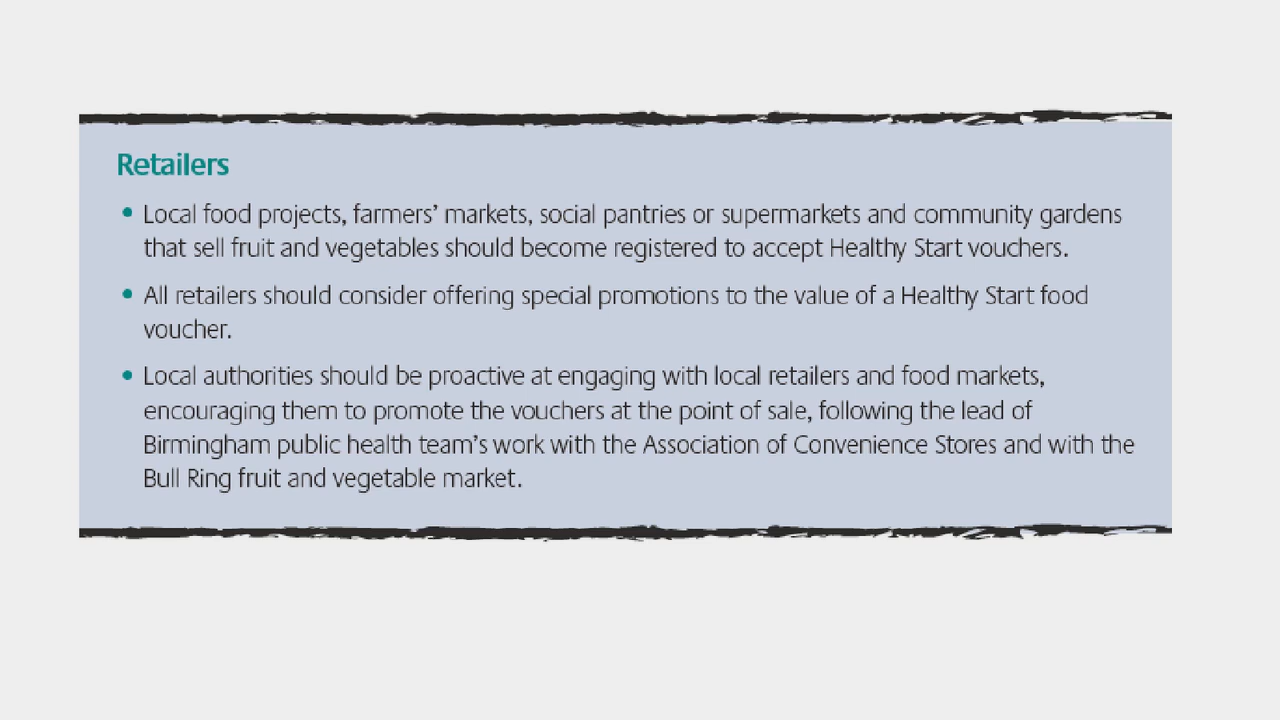 Retailers
• Local food projects, farmers’ markets, social pantries or supermarkets and community gardens
that sell fruit and vegetables should become registered to accept Healthy Start vouchers.
• All retailers should consider offering special promotions to the value of a Healthy Start food
voucher.
• Local authorities should be proactive at engaging with local retailers and food markets,
encouraging them to promote the vouchers at the point of sale, following the lead of
Birmingham public health team’s work with the Association of Convenience Stores and with the
Bull Ring fruit and vegetable market.